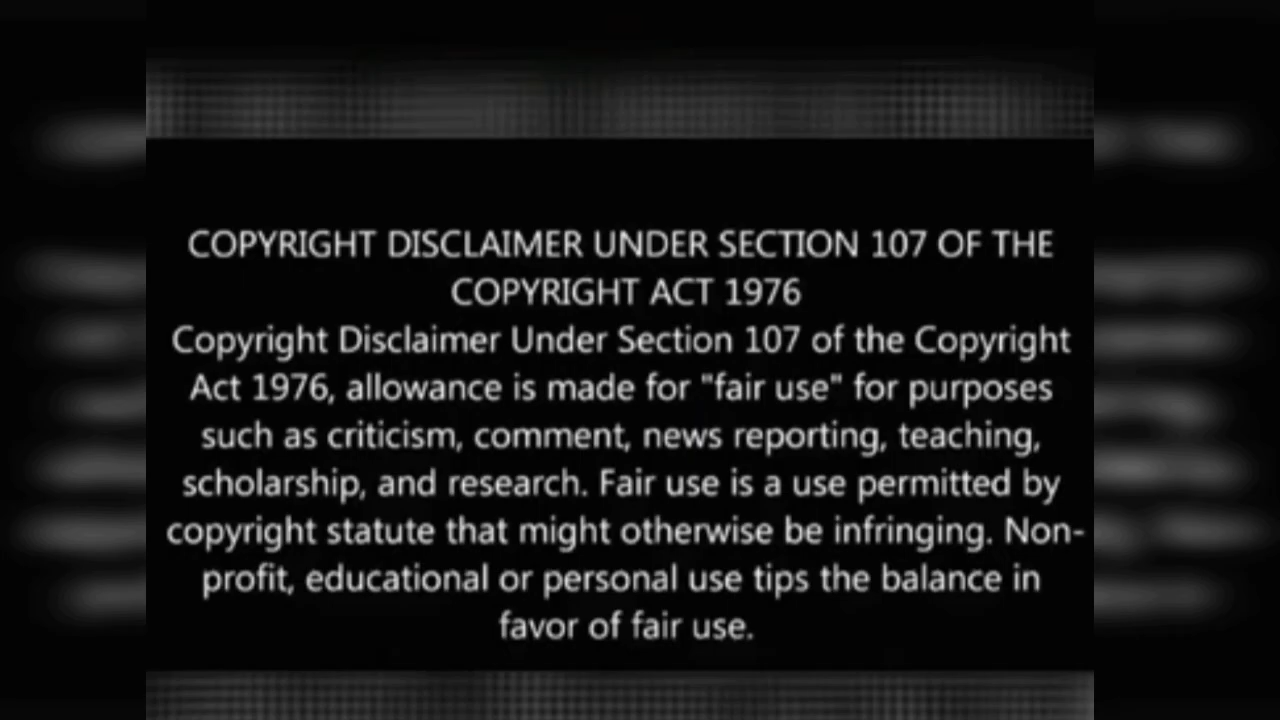 COPYRIGHT DISCLAIMER UNDER SECTION 107 OF THE
COPYRIGHT ACT 1976
Copyright Disclaimer Under Section 107 of the Copyright
Act 1976, allowance is made for "fair use" for purposes
such as criticism, comment, news reporting, teaching,
scholarship, and research. Fair use is a use permitted by
copyright statute that might otherwise be infringing. Non-
profit, educational or personal use tips the balance in
favor of fair use.